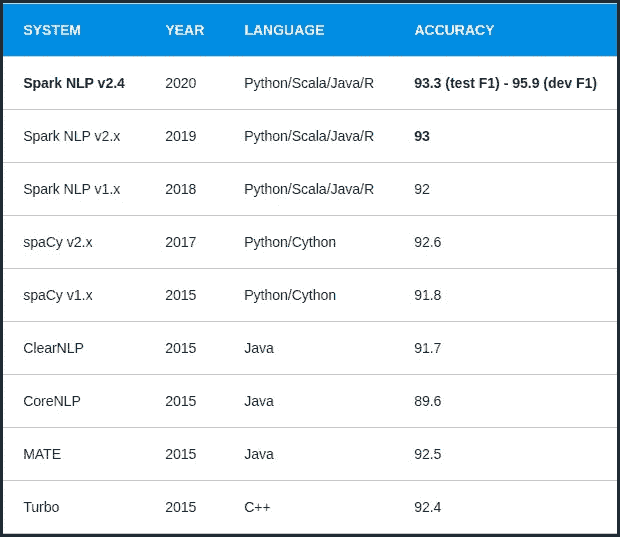 SYSTEM YEAR LANGUAGE ACCURACY
Spark NLP v2.4 2020 Python/Scala/Java/R 93.3 (test F1) - 95.9 (dev F1)
Spark NLP v2.x 2019 Python/Scala/Java/R 93
Spark NLP v1.x 2018 Python/Scala/Java/R 92
spaCy v2.x 2017 Python/Cython 92.6
spaCy v1.x 2015 Python/Cython 91.8
ClearNLP 2015 Java 91.7
CoreNLP 2015 Java 89.6
MATE 2015 Java 92.5
Turbo 2015 C++ 92.4